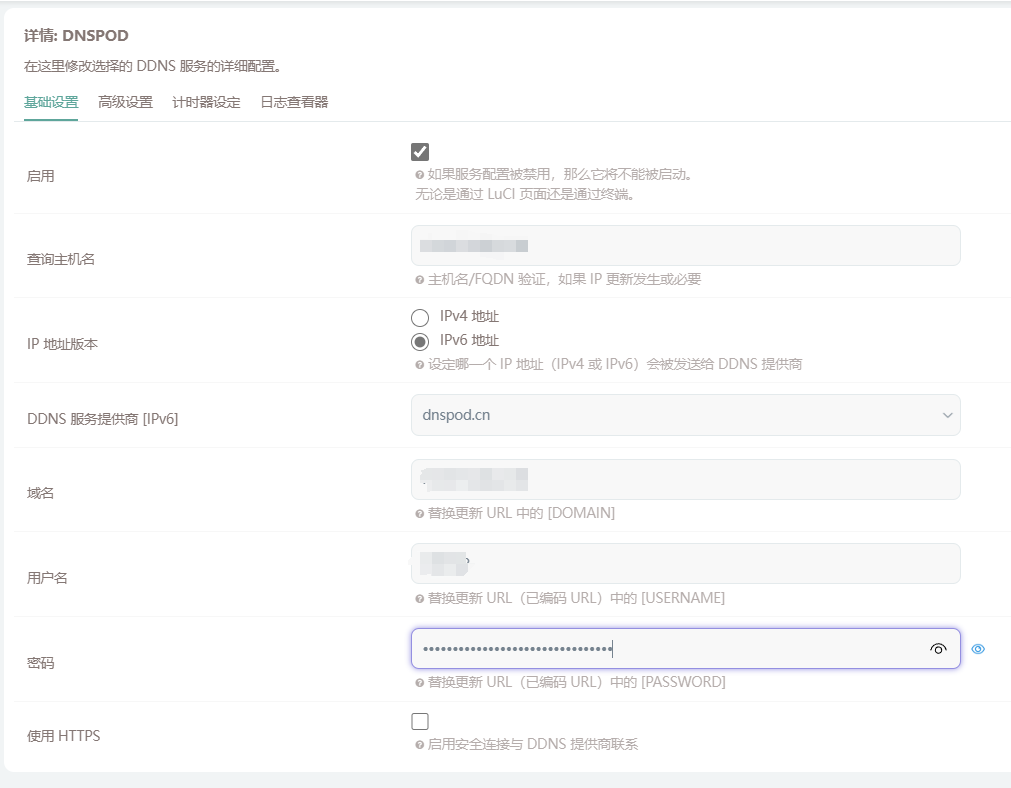 详情: DNSPOD
在这里修改选择的 DDNS 服务的详细配置。
基础设置 高级设置 计时器设定 日志查看器
启用
如果服务配置被禁用，那么它将不能被启动。
无论是通过 LuCI 页面还是通过终端。
查询主机名
主机名/FQDN 验证，如果 IP 更新发生或必要
IP 地址版本
IPv4 地址
IPv6 地址
设定哪一个 IP 地址（IPv4 或 IPv6）会被发送给 DDNS 提供商
DDNS 服务提供商 [IPv6]
dnspod.cn
域名
替换更新 URL 中的 [DOMAIN]
用户名
替换更新 URL（已编码 URL）中的 [USERNAME]
密码
替换更新 URL（已编码 URL）中的 [PASSWORD]
使用 HTTPS
启用安全连接与 DDNS 提供商联系